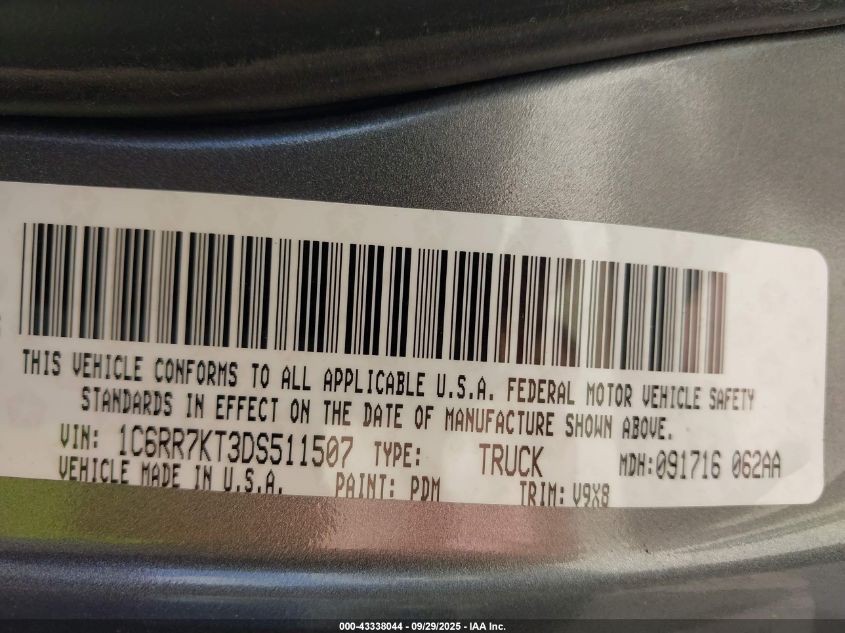 THIS VEHICLE CONFORMS TO ALL APPLICABLE U.S.A. FEDERAL MOTOR VEHICLE SAFETY
STANDARDS IN EFFECT ON THE DATE OF MANUFACTURE SHOWN ABOVE.
VIN: 1C6RR7KT3DS511507 TYPE: TRUCK MDH:091716 062AA
VEHICLE MADE IN U.S.A. PAINT: PDM TRIM: V9X8
000-43338044 - 09/29/2025 - IAA Inc.